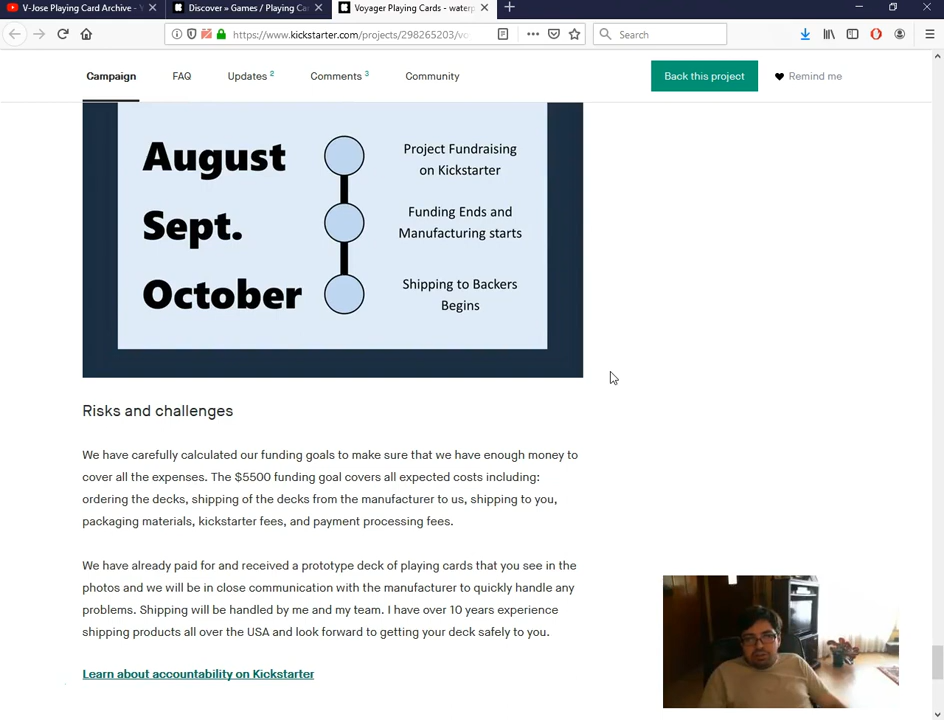 V-Jose Playing Card Archive -
Discover » Games / Playing Ca
Voyager Playing Cards - waterp
https://www.kickstarter.com/projects/298265203/vo
Search
Campaign
FAQ
Updates 2
Comments 3
Community
Back this project
Remind me
August
Project Fundraising
on Kickstarter
Sept.
Funding Ends and
Manufacturing starts
October
Shipping to Backers
Begins
Risks and challenges
We have carefully calculated our funding goals to make sure that we have enough money to
cover all the expenses. The $5500 funding goal covers all expected costs including:
ordering the decks, shipping of the decks from the manufacturer to us, shipping to you,
packaging materials, kickstarter fees, and payment processing fees.
We have already paid for and received a prototype deck of playing cards that you see in the
photos and we will be in close communication with the manufacturer to quickly handle any
problems. Shipping will be handled by me and my team. I have over 10 years experience
shipping products all over the USA and look forward to getting your deck safely to you.
Learn about accountability on Kickstarter